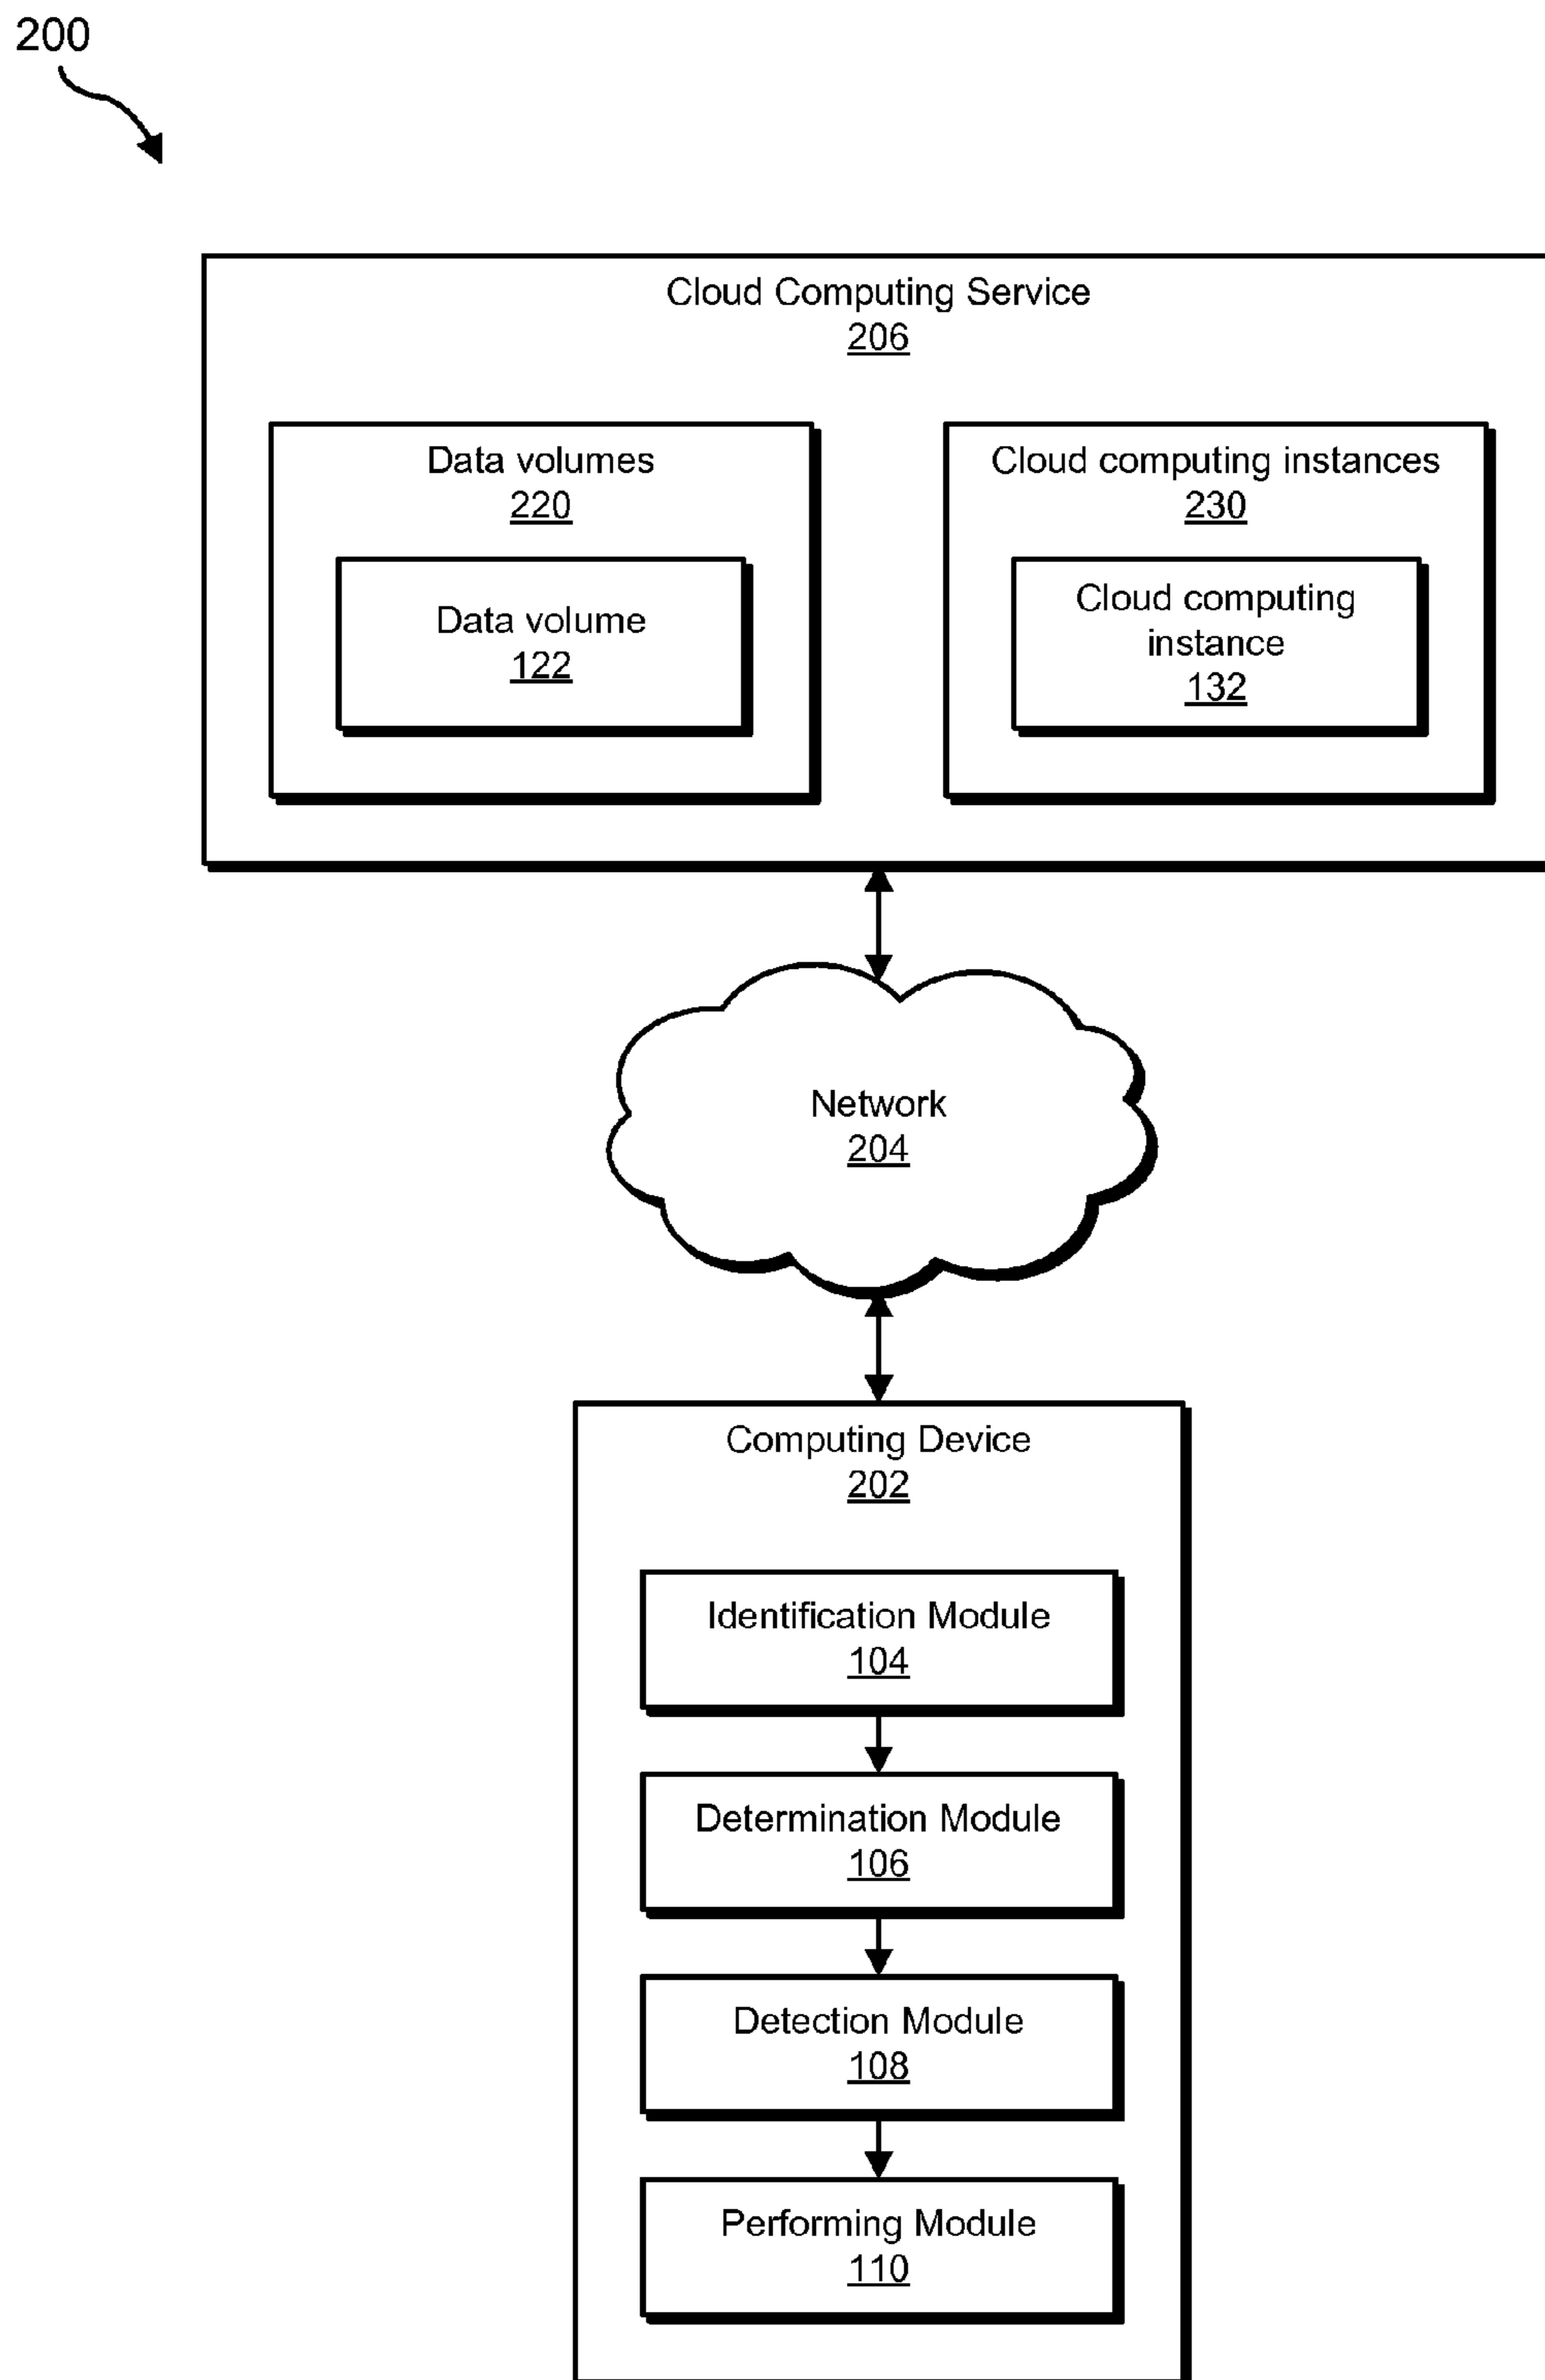 200
Cloud Computing Service
206
Data volumes
220
Data volume
122
Cloud computing instances
230
Cloud computing
instance
132
Network
204
Computing Device
202
Identification Module
104
Determination Module
106
Detection Module
108
Performing Module
110